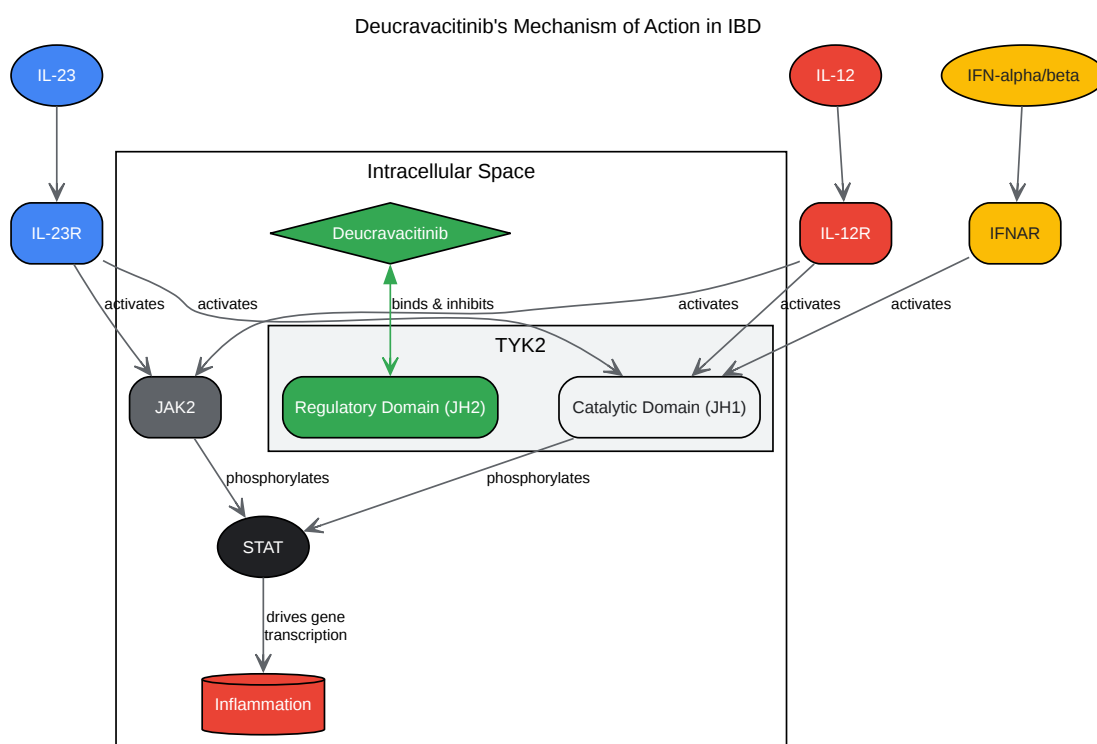 Deucravacitinib's Mechanism of Action in IBD
IL-23
IL-12
IFN-alpha/beta
Intracellular Space
IL-23R
Deucravacitinib
IL-12R
IFNAR
activates
activates
binds & inhibits
activates
activates
activates
TYK2
JAK2
Regulatory Domain (JH2)
Catalytic Domain (JH1)
phosphorylates
phosphorylates
STAT
drives gene
transcription
Inflammation